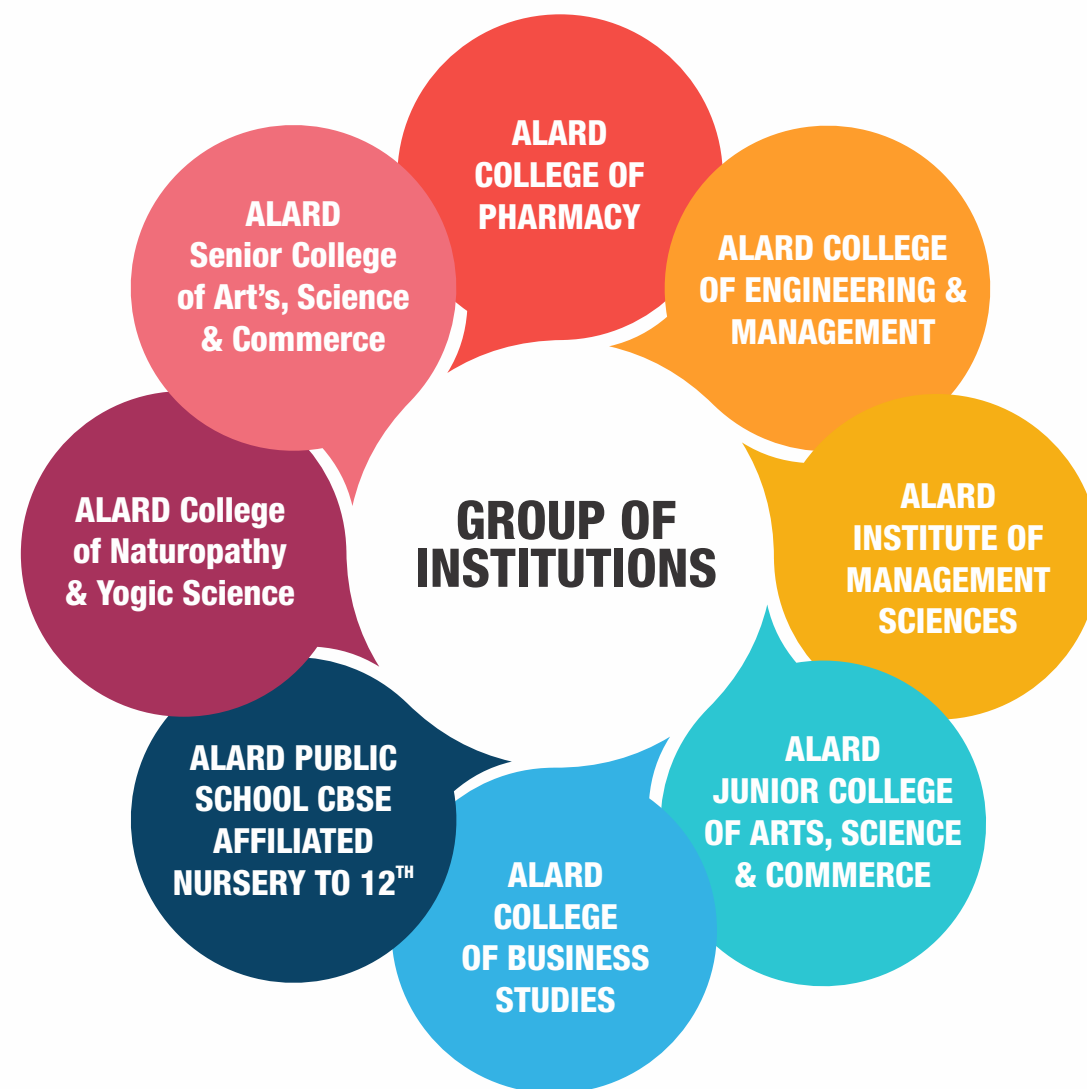 ALARD
COLLEGE OF
PHARMACY
ALARD COLLEGE
OF ENGINEERING &
MANAGEMENT
ALARD
INSTITUTE OF
MANAGEMENT
SCIENCES
ALARD
JUNIOR COLLEGE
OF ARTS, SCIENCE
& COMMERCE
ALARD
COLLEGE
OF BUSINESS
STUDIES
ALARD PUBLIC
SCHOOL CBSE
AFFILIATED
NURSERY TO 12TH
ALARD College
of Naturopathy
& Yogic Science
ALARD
Senior College
of Art's, Science
& Commerce
GROUP OF
INSTITUTIONS